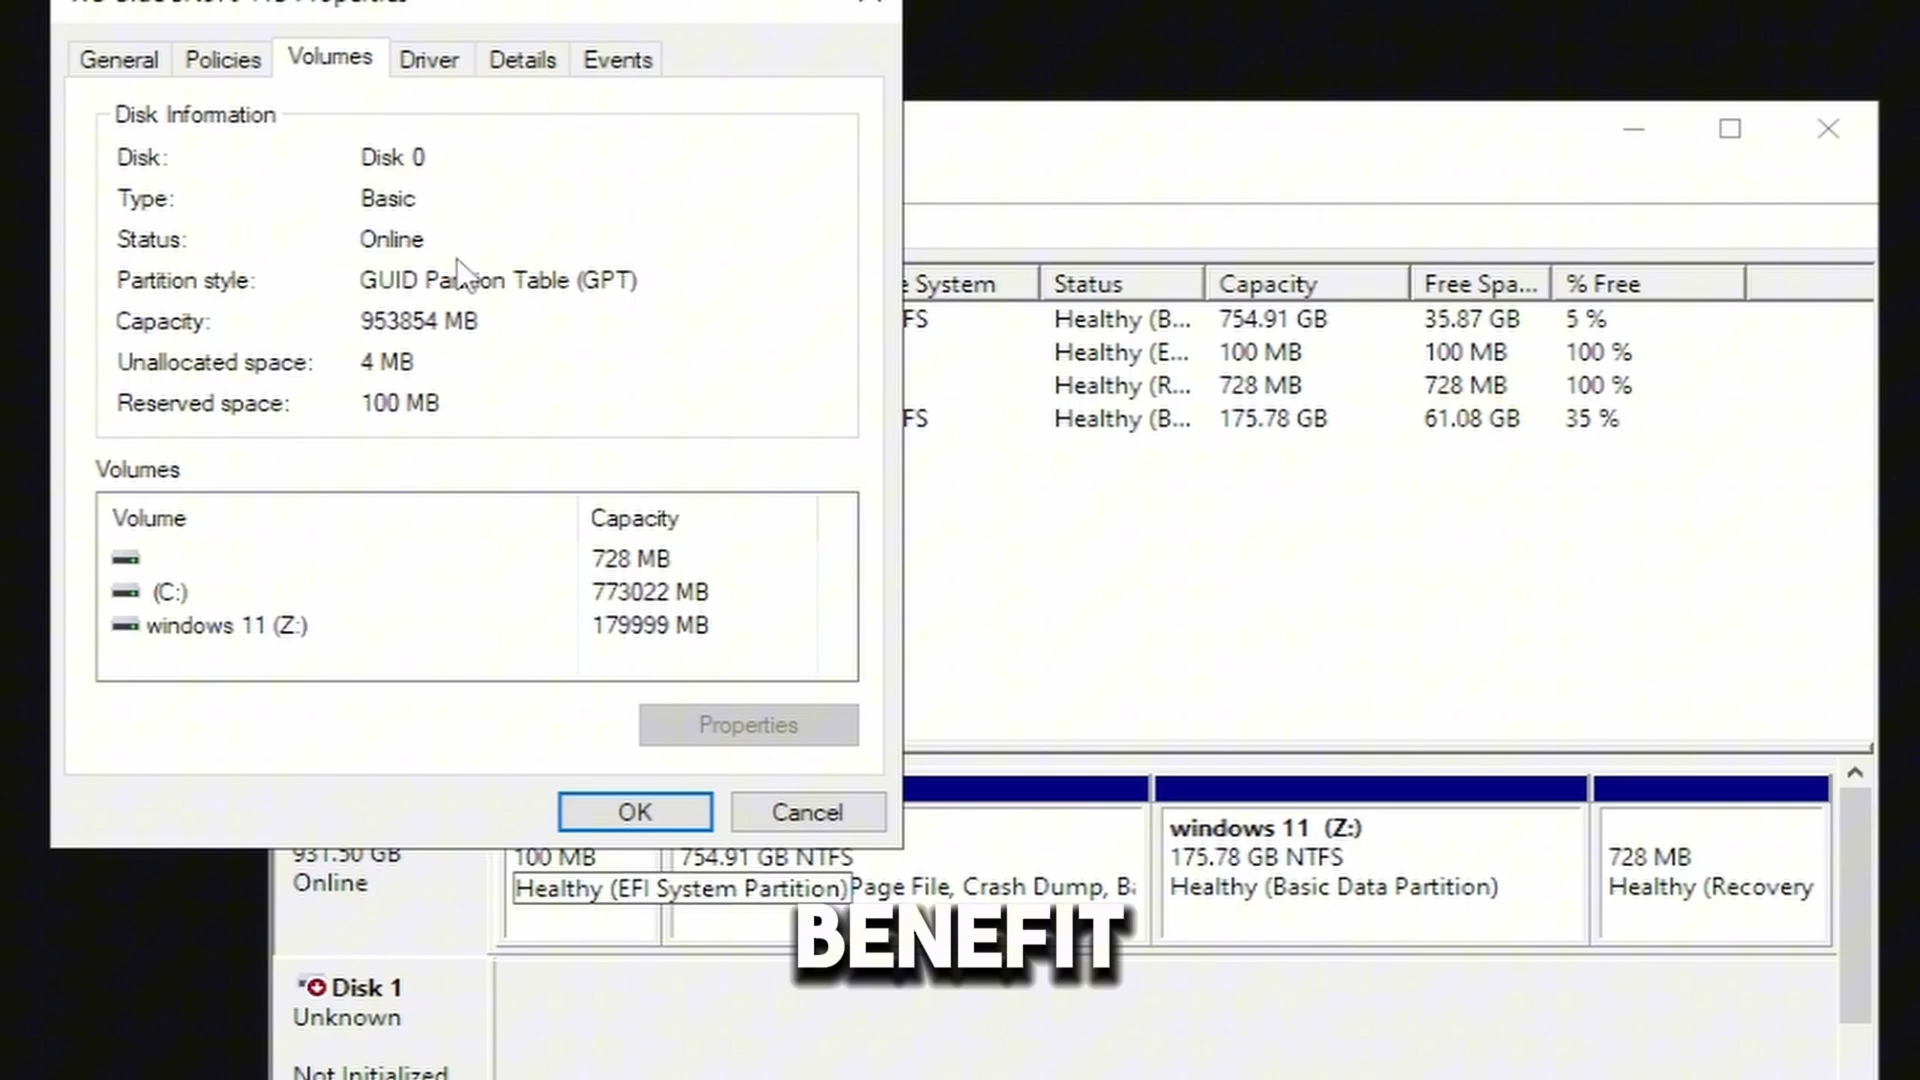 General Policies Volumes Driver Details Events
Disk Information
Disk: Disk 0
Type: Basic
Status: Online
Partition style: GUID Partition Table (GPT)
Capacity: 953854 MB
Unallocated space: 4 MB
Reserved space: 100 MB
Volumes
Volume Capacity
728 MB
(C:) 773022 MB
windows 11 (Z:) 179999 MB
Properties
OK Cancel
System Status Capacity Free Spa... % Free
FS Healthy (B... 754.91 GB 35.87 GB 5 %
Healthy (E... 100 MB 100 MB 100 %
Healthy (R... 728 MB 728 MB 100 %
FS Healthy (B... 175.78 GB 61.08 GB 35 %
931.50 GB
Online
100 MB
Healthy (EFI System Partition)
754.91 GB NTFS
Page File, Crash Dump, Ba
windows 11 (Z:)
175.78 GB NTFS
Healthy (Basic Data Partition)
728 MB
Healthy (Recovery
BENEFIT
Disk 1
Unknown
Not Initialized